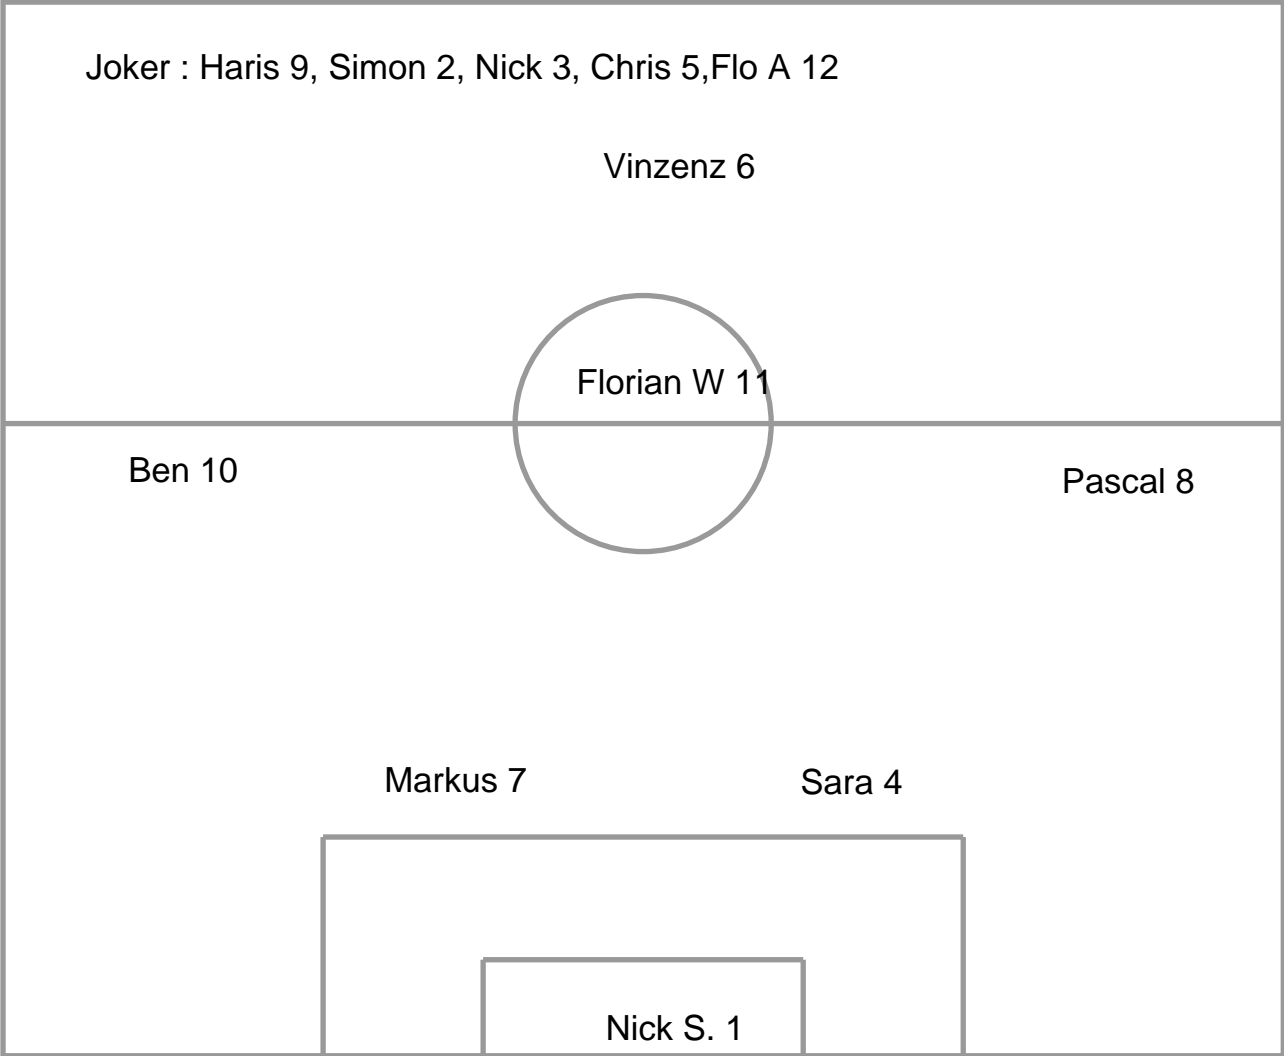 Joker : Haris 9, Simon 2, Nick 3, Chris 5,Flo A 12
Vinzenz 6
Florian W 11
Ben 10
Pascal 8
Markus 7
Sara 4
Nick S. 1